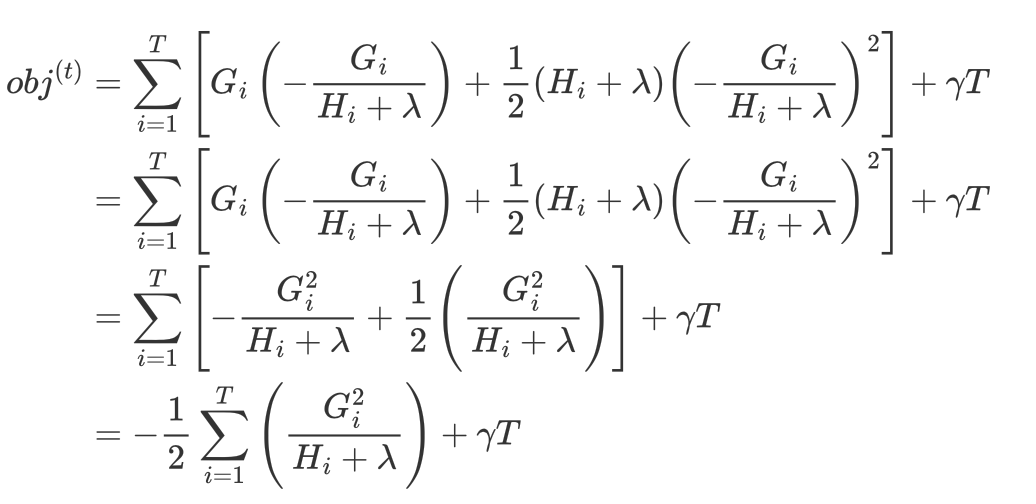 $obj^{(t)} = \sum_{i=1}^{T} \left[ G_i \left( -\frac{G_i}{H_i + \lambda} \right) + \frac{1}{2} (H_i + \lambda) \left( -\frac{G_i}{H_i + \lambda} \right)^2 \right] + \gamma T$
$= \sum_{i=1}^{T} \left[ G_i \left( -\frac{G_i}{H_i + \lambda} \right) + \frac{1}{2} (H_i + \lambda) \left( -\frac{G_i}{H_i + \lambda} \right)^2 \right] + \gamma T$
$= \sum_{i=1}^{T} \left[ -\frac{G_i^2}{H_i + \lambda} + \frac{1}{2} \left( \frac{G_i^2}{H_i + \lambda} \right) \right] + \gamma T$
$= -\frac{1}{2} \sum_{i=1}^{T} \left( \frac{G_i^2}{H_i + \lambda} \right) + \gamma T$